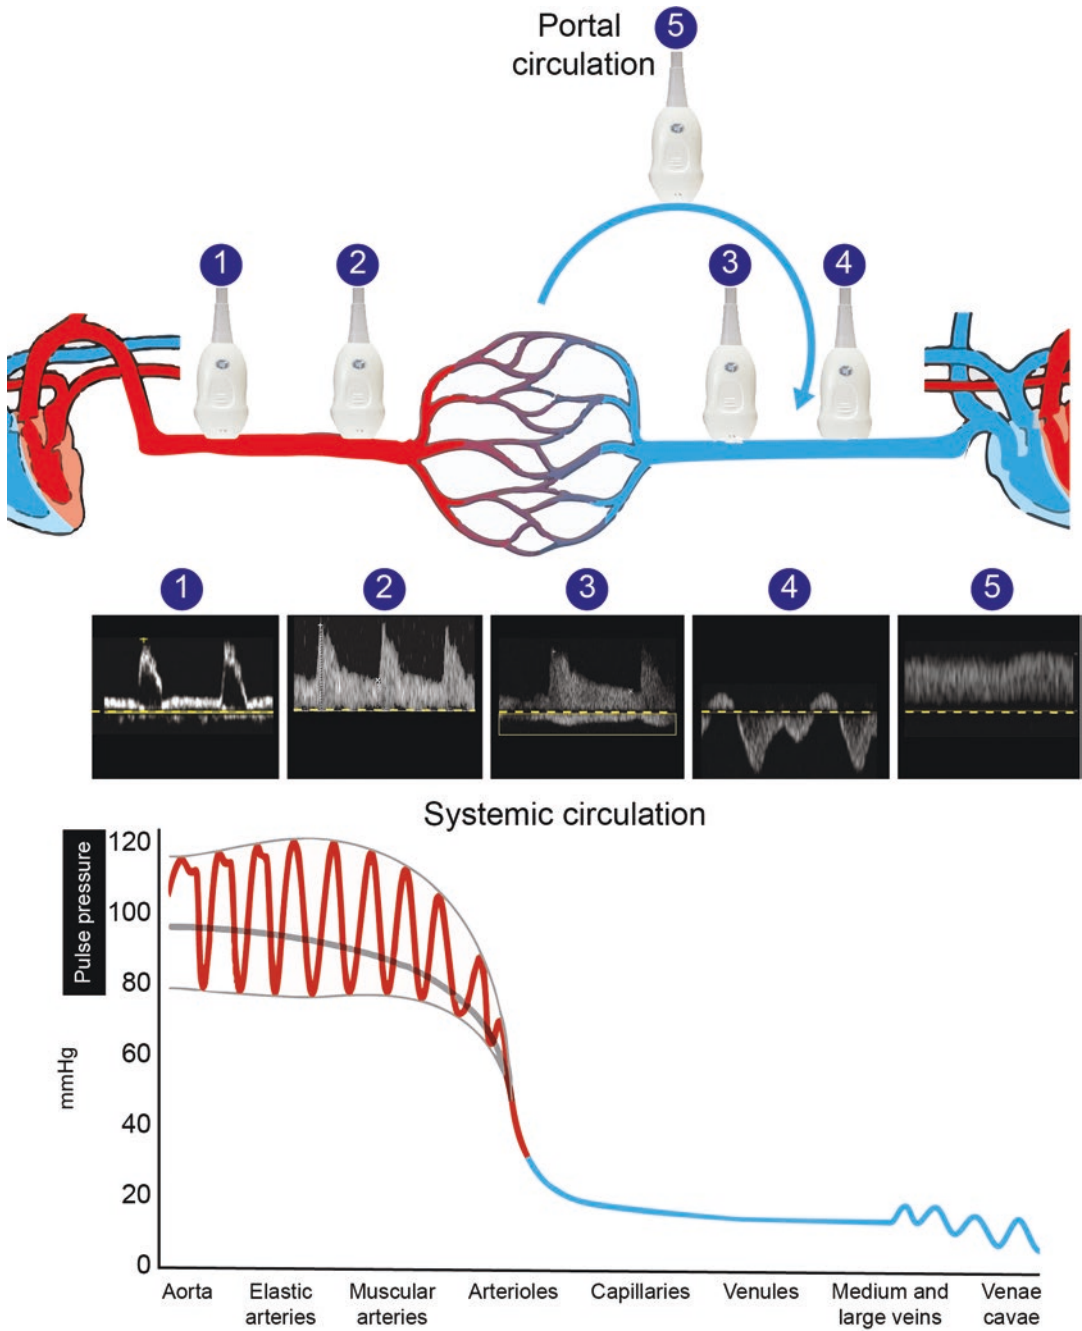 Portal
circulation
5
1
2
3
4
1
2
3
4
5
Systemic circulation
Pulse pressure
mmHg
120
100
80
60
40
20
0
Aorta
Elastic
arteries
Muscular
arteries
Arterioles
Capillaries
Venules
Medium and
large veins
Venae
cavae